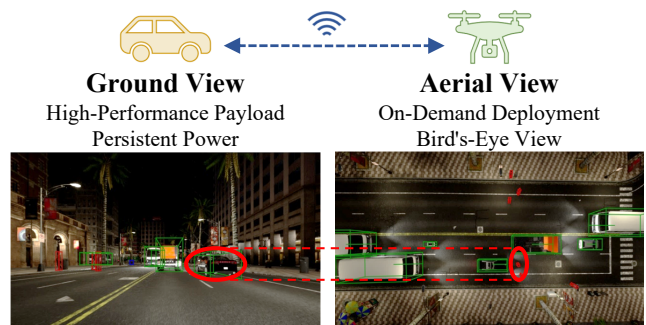 Ground View
High-Performance Payload
Persistent Power
Aerial View
On-Demand Deployment
Bird's-Eye View